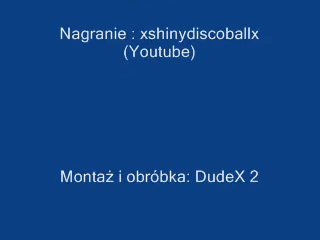 Nagranie : xshinydiscoballx
(Youtube)
Montaż i obróbka: DudeX 2